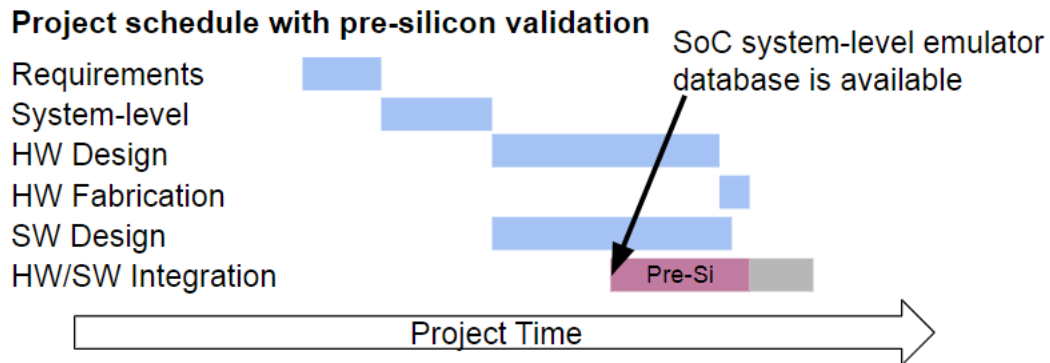 Project schedule with pre-silicon validation
SoC system-level emulator
database is available
Requirements
System-level
HW Design
HW Fabrication
SW Design
HW/SW Integration
Pre-Si
Project Time